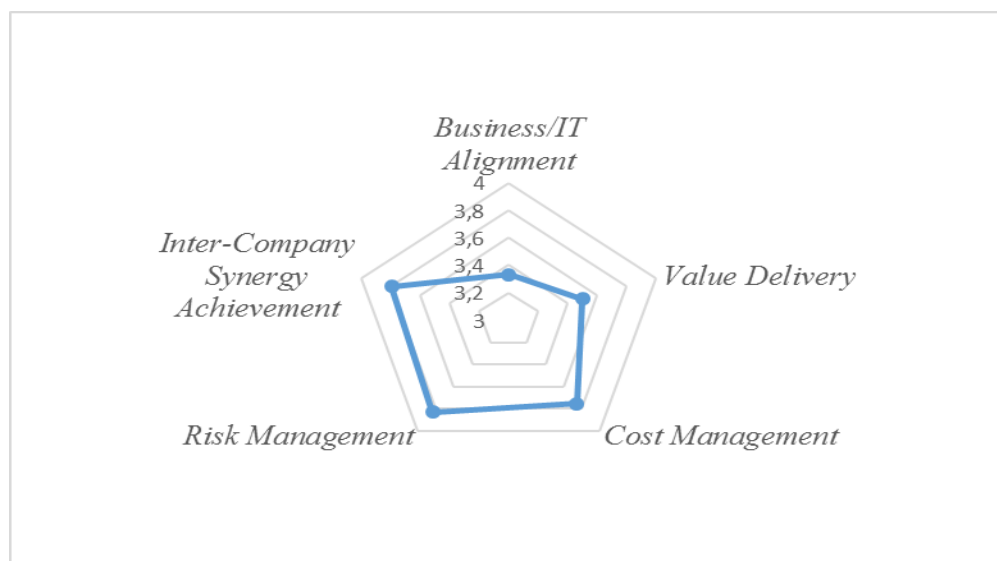 Business/IT
Alignment
4
3,8
3,6
3,4
3,2
3
Value Delivery
Cost Management
Risk Management
Inter-Company
Synergy
Achievement